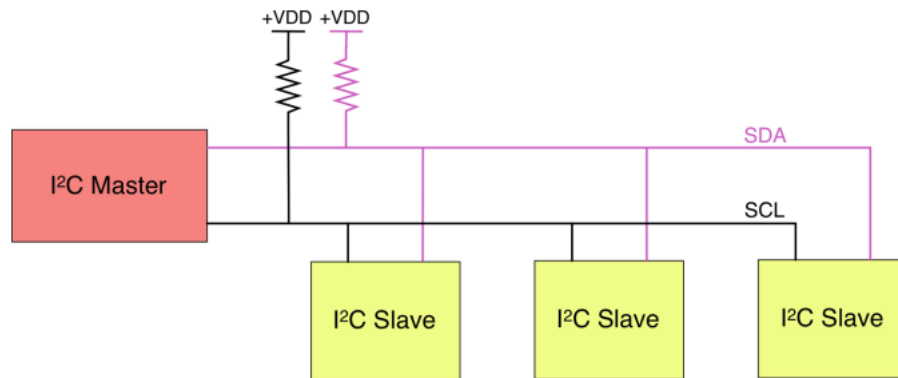 +VDD +VDD
SDA
I²C Master
SCL
I²C Slave I²C Slave I²C Slave